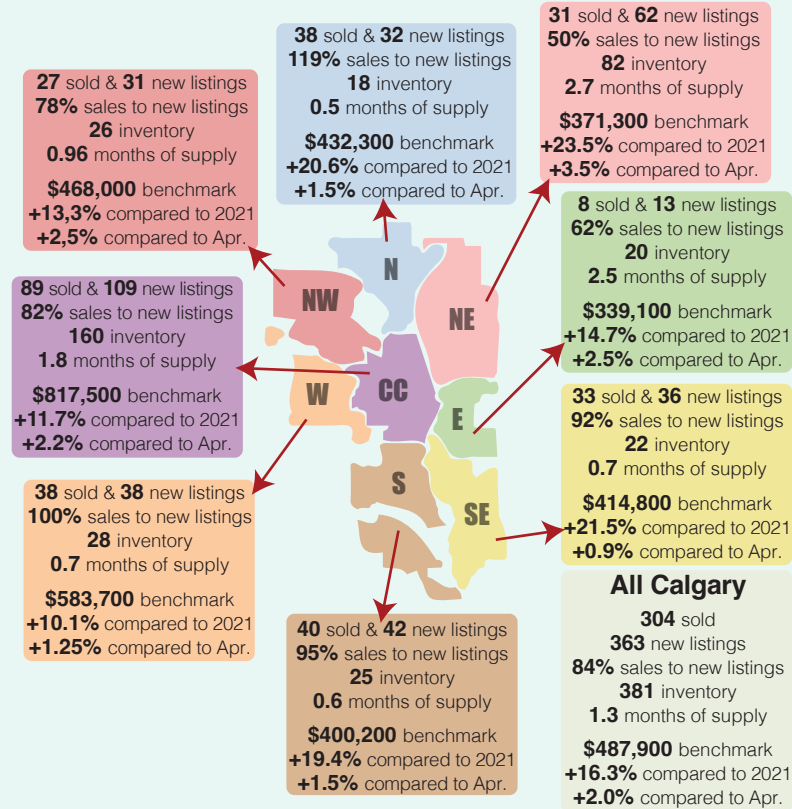 38 sold & 32 new listings
119% sales to new listings
18 inventory
0.5 months of supply
$432,300 benchmark
+20.6% compared to 2021
+1.5% compared to Apr.
31 sold & 62 new listings
50% sales to new listings
82 inventory
2.7 months of supply
$371,300 benchmark
+23.5% compared to 2021
+3.5% compared to Apr.
27 sold & 31 new listings
78% sales to new listings
26 inventory
0.96 months of supply
$468,000 benchmark
+13,3% compared to 2021
+2,5% compared to Apr.
8 sold & 13 new listings
62% sales to new listings
20 inventory
2.5 months of supply
$339,100 benchmark
+14.7% compared to 2021
+2.5% compared to Apr.
N
NW
NE
W
CC
E
S
SE
89 sold & 109 new listings
82% sales to new listings
160 inventory
1.8 months of supply
$817,500 benchmark
+11.7% compared to 2021
+2.2% compared to Apr.
33 sold & 36 new listings
92% sales to new listings
22 inventory
0.7 months of supply
$414,800 benchmark
+21.5% compared to 2021
+0.9% compared to Apr.
38 sold & 38 new listings
100% sales to new listings
28 inventory
0.7 months of supply
$583,700 benchmark
+10.1% compared to 2021
+1.25% compared to Apr.
40 sold & 42 new listings
95% sales to new listings
25 inventory
0.6 months of supply
$400,200 benchmark
+19.4% compared to 2021
+1.5% compared to Apr.
All Calgary
304 sold
363 new listings
84% sales to new listings
381 inventory
1.3 months of supply
$487,900 benchmark
+16.3% compared to 2021
+2.0% compared to Apr.